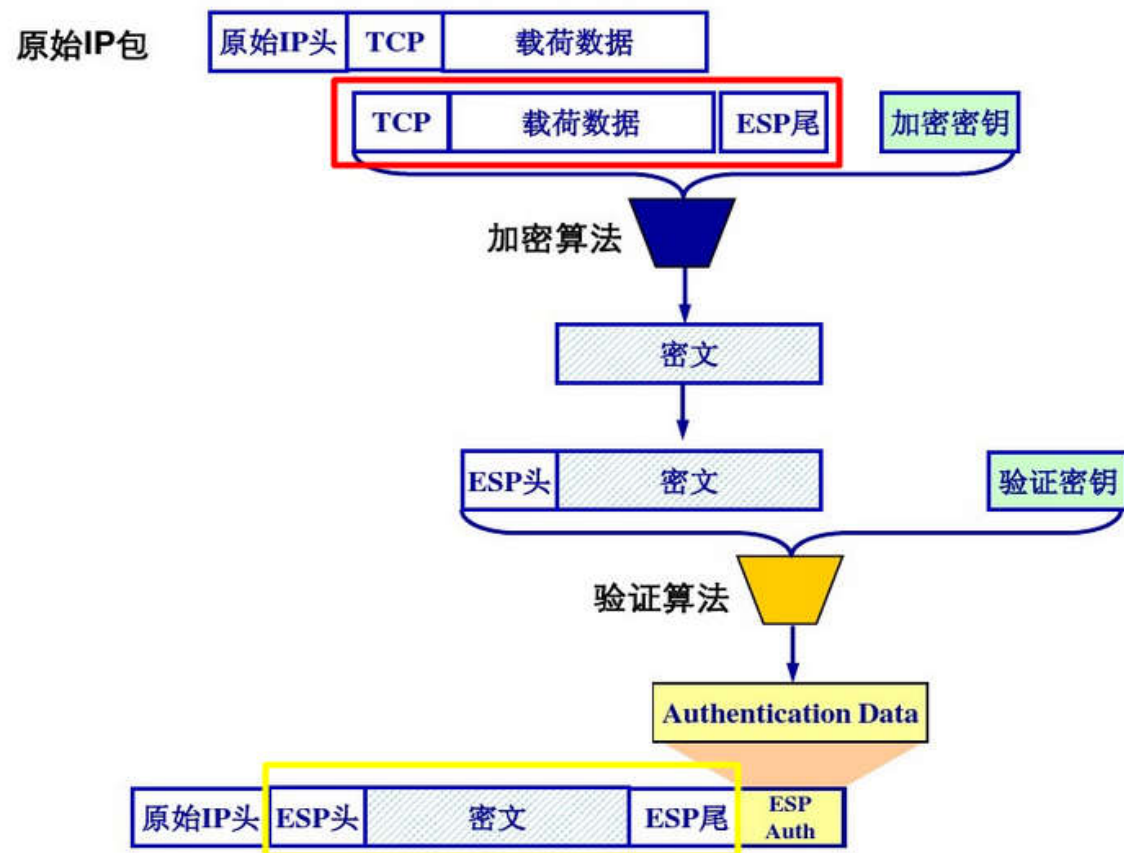 原始IP包 原始IP头 TCP 载荷数据
TCP 载荷数据 ESP尾 加密密钥
加密算法
密文
ESP头 密文 验证密钥
验证算法
Authentication Data
原始IP头 ESP头 密文 ESP尾 ESP
Auth